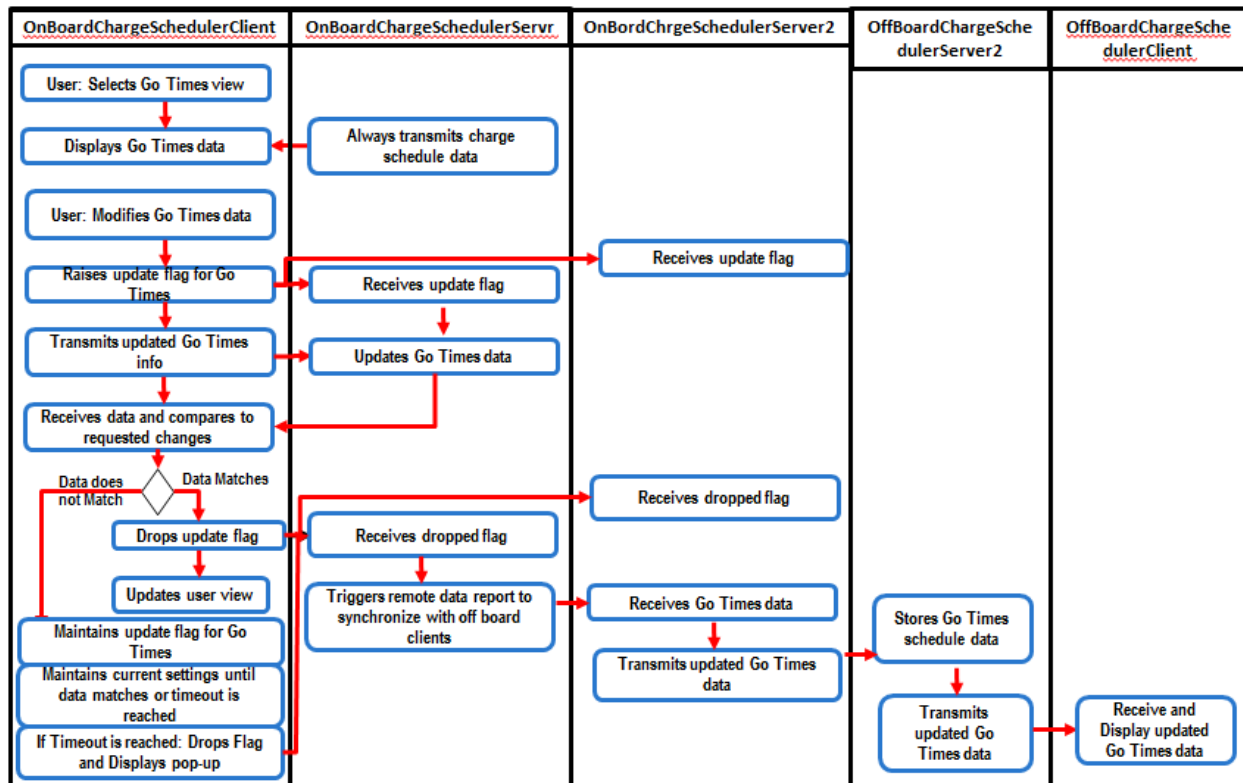 OnBoardChargeSchedulerClient
OnBoardChargeSchedulerServr
OnBordChrgeSchedulerServer2
OffBoardChargeSche
dulerServer2
OffBoardChargeSche
dulerClient
User: Selects Go Times view
Displays Go Times data
Always transmits charge
schedule data
User: Modifies Go Times data
Raises update flag for Go
Times
Receives update flag
Receives update flag
Transmits updated Go Times
info
Updates Go Times data
Receives data and compares to
requested changes
Data does
not Match
Data Matches
Receives dropped flag
Drops update flag
Receives dropped flag
Updates user view
Triggers remote data report to
synchronize with off board
clients
Receives Go Times data
Stores Go Times
schedule data
Maintains update flag for Go
Times
Transmits updated Go Times
data
Maintains current settings until
data matches or timeout is
reached
Transmits
updated Go
Times data
Receive and
Display updated
Go Times data
If Timeout is reached: Drops Flag
and Displays pop-up